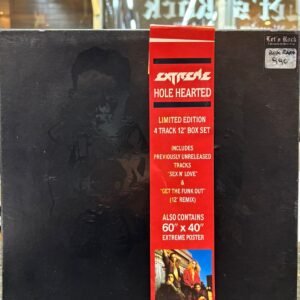 Let's Rock
990
EXTREME
HOLE HEARTED
LIMITED EDITION
4 TRACK 12" BOX SET
INCLUDES
PREVIOUSLY UNRELEASED
TRACKS
'SEX N' LOVE'
&
'GET THE FUNK OUT'
(12' REMIX)
ALSO CONTAINS
60" x 40"
EXTREME POSTER